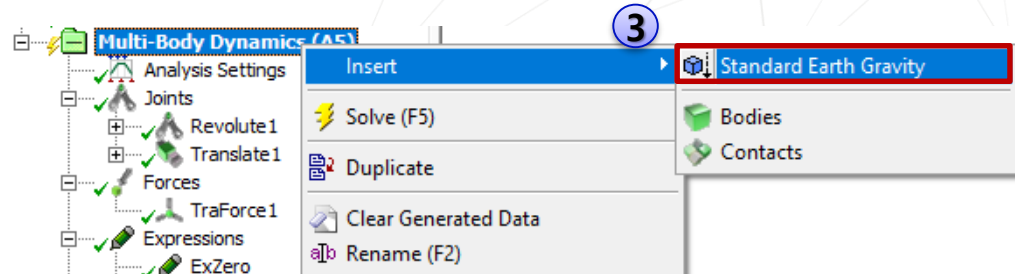 3
Multi-Body Dynamics (A5)
Analysis Settings
Joints
Revolute1
Translate1
Forces
TraForce1
Expressions
ExZero
Insert
Solve (F5)
Duplicate
Clear Generated Data
Rename (F2)
Standard Earth Gravity
Bodies
Contacts